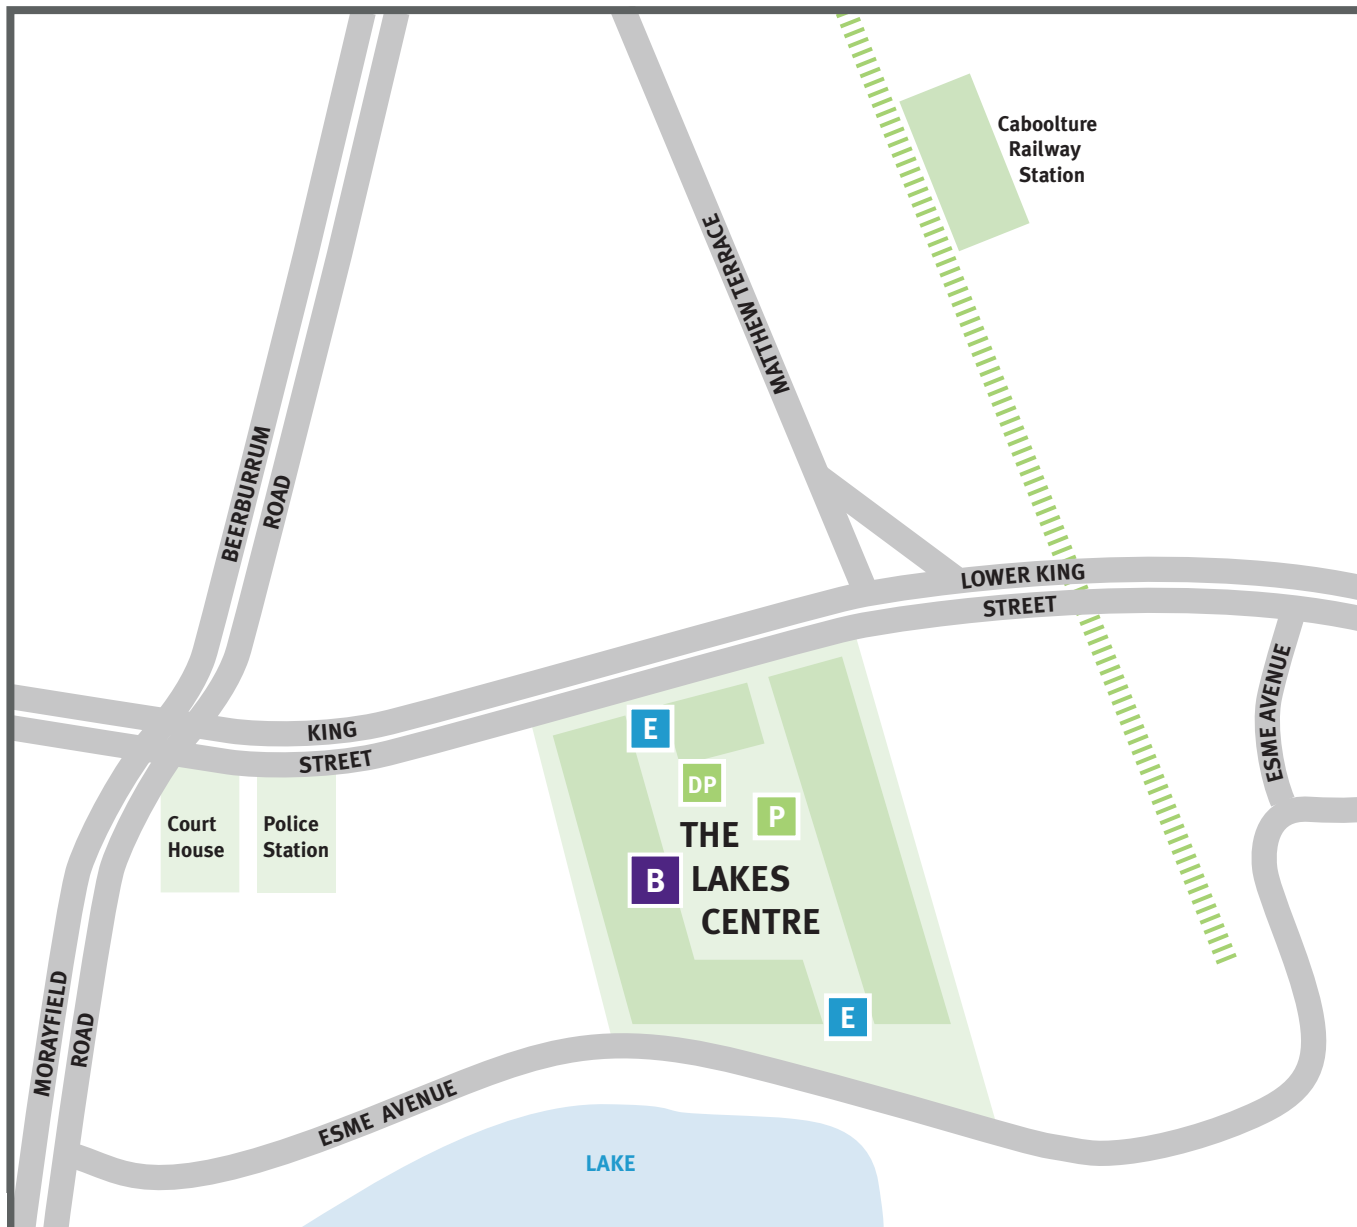 Caboolture
Railway
Station
MATTHEW TERRACE
BEERBURRUM
ROAD
LOWER KING
STREET
ESME AVENUE
KING
STREET
E
DP
P
Court
House
Police
Station
THE
B
LAKES
CENTRE
E
MORAYFIELD
ROAD
ESME AVENUE
LAKE